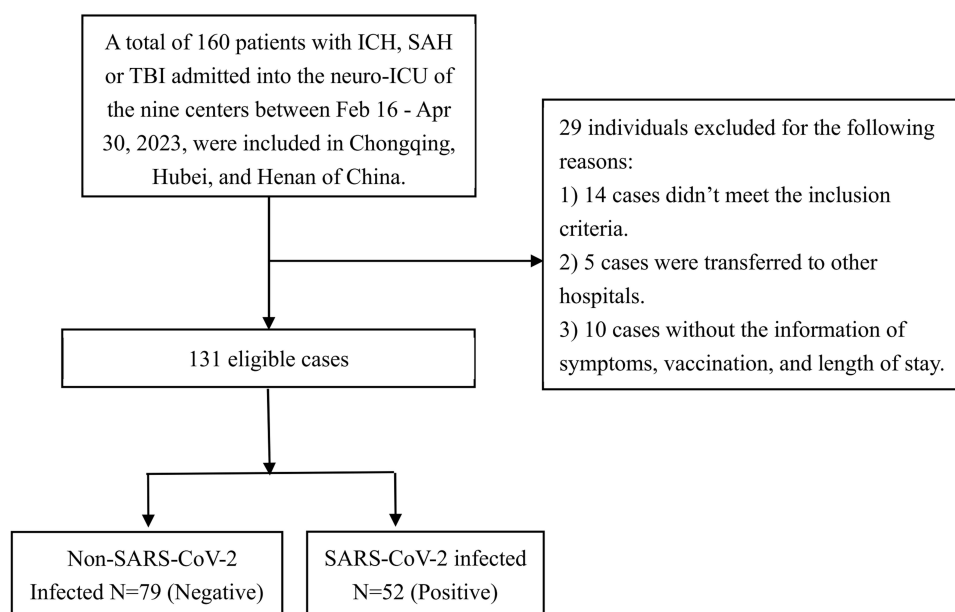 A total of 160 patients with ICH, SAH
or TBI admitted into the neuro-ICU of
the nine centers between Feb 16 - Apr
30, 2023, were included in Chongqing,
Hubei, and Henan of China.
29 individuals excluded for the following
reasons:
1) 14 cases didn’t meet the inclusion
criteria.
2) 5 cases were transferred to other
hospitals.
3) 10 cases without the information of
symptoms, vaccination, and length of stay.
131 eligible cases
Non-SARS-CoV-2
Infected N=79 (Negative)
SARS-CoV-2 infected
N=52 (Positive)